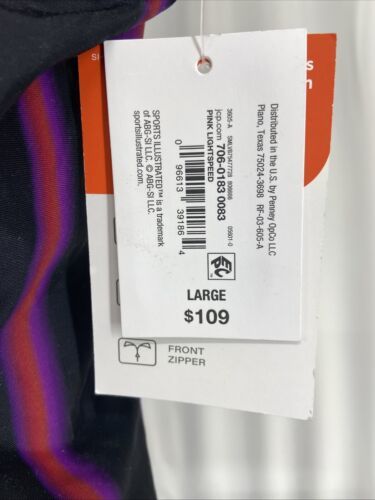 Distributed in the U.S. by Penney OpCo LLC
Plano, Texas 75024-3698 RF-03-605-A
jcp.com 706-0183 0083
PINK LIGHTSPEED
05601-0
0 96613 39186 4
SPORTS ILLUSTRATED™ is a trademark
of ABG-SI LLC. © ABG-SI LLC.
sportsillustrated.com.
LARGE
$109
FRONT
ZIPPER